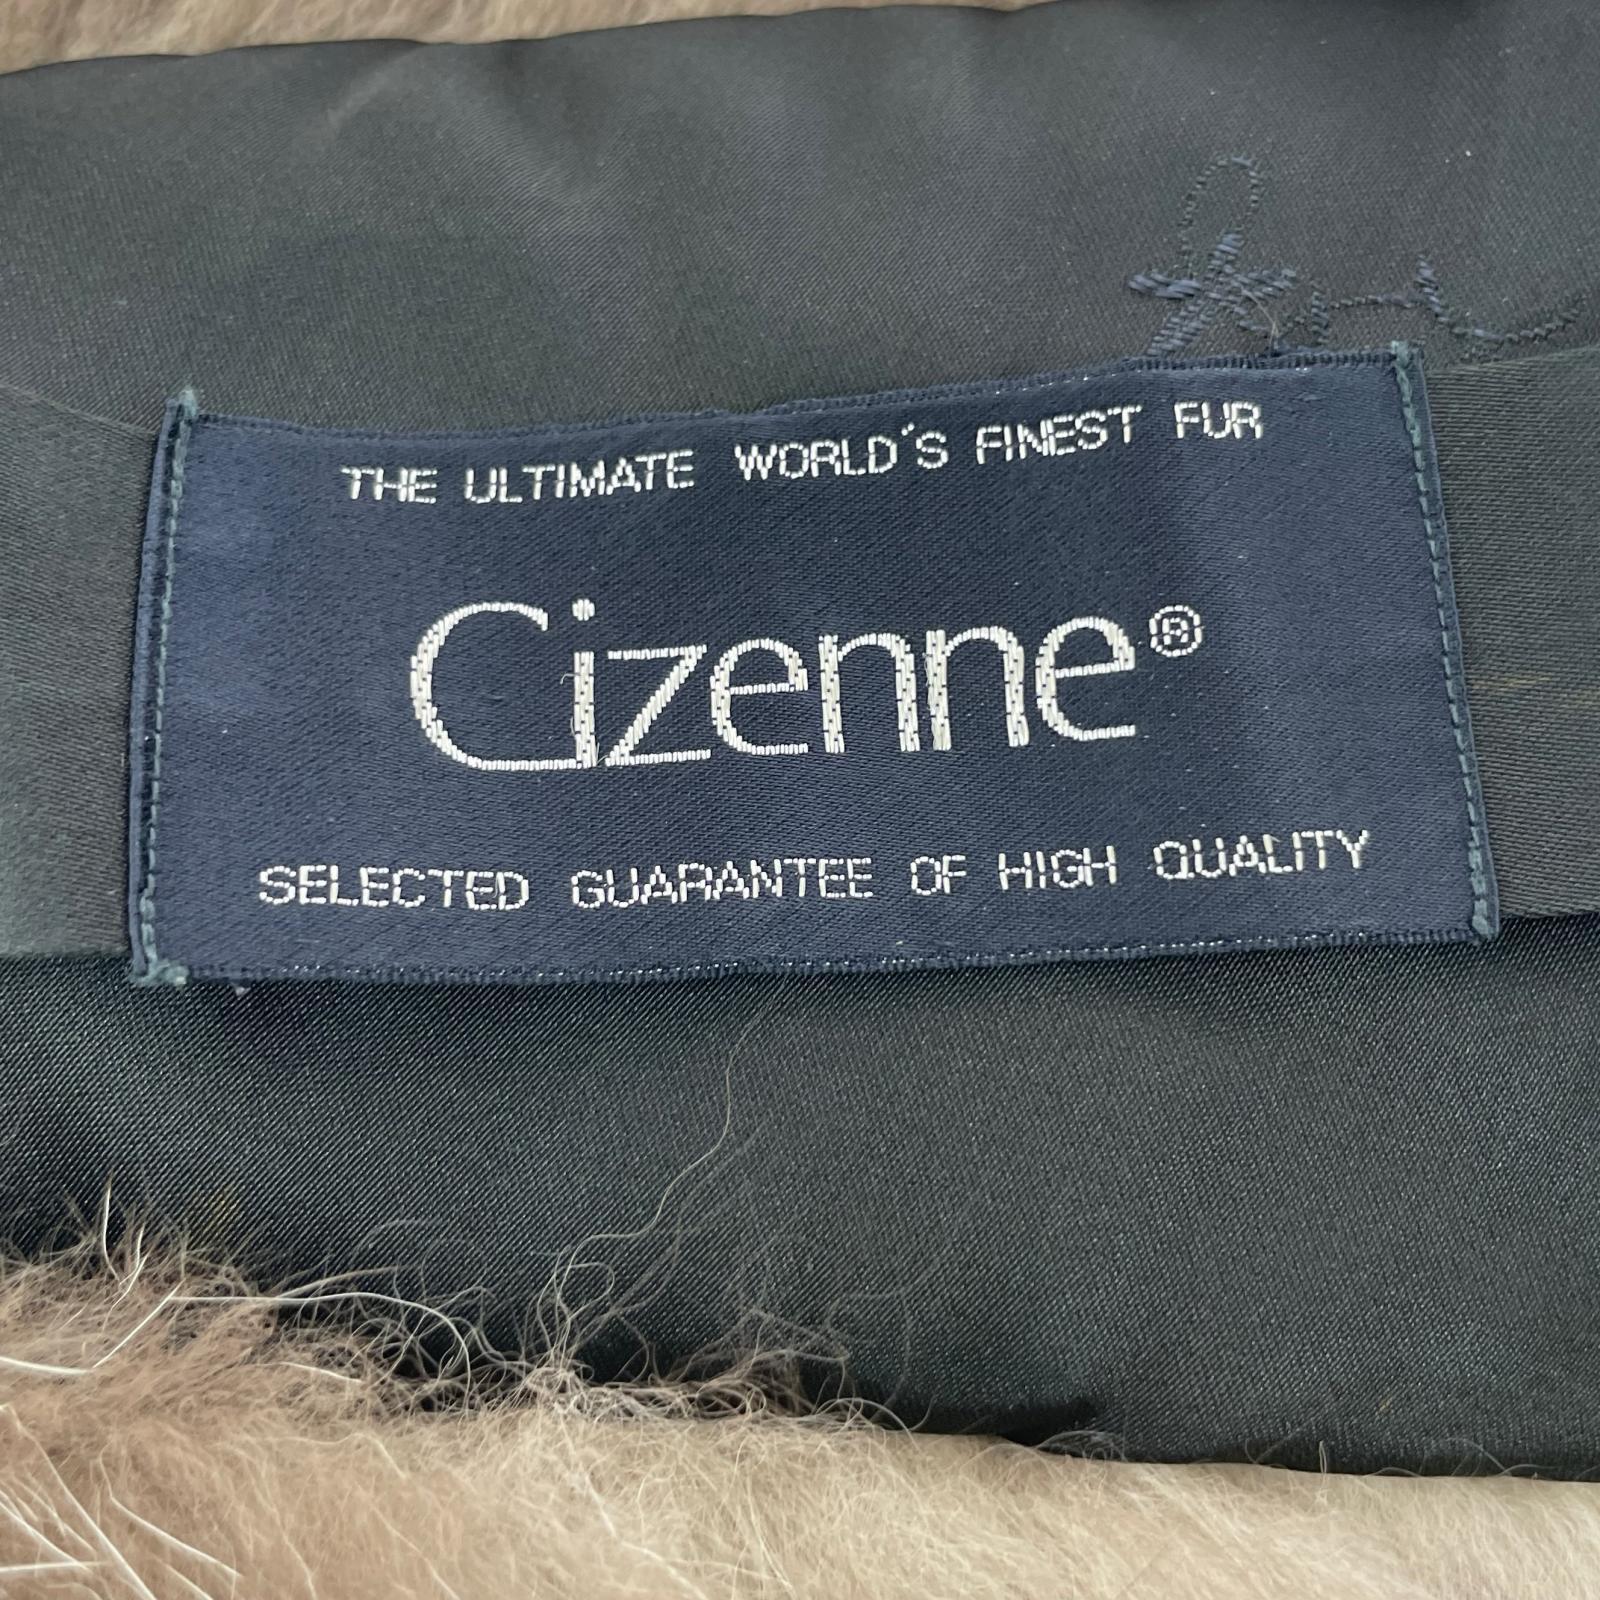 THE ULTIMATE WORLD'S FINEST FUR
Cizenne®
SELECTED GUARANTEE OF HIGH QUALITY